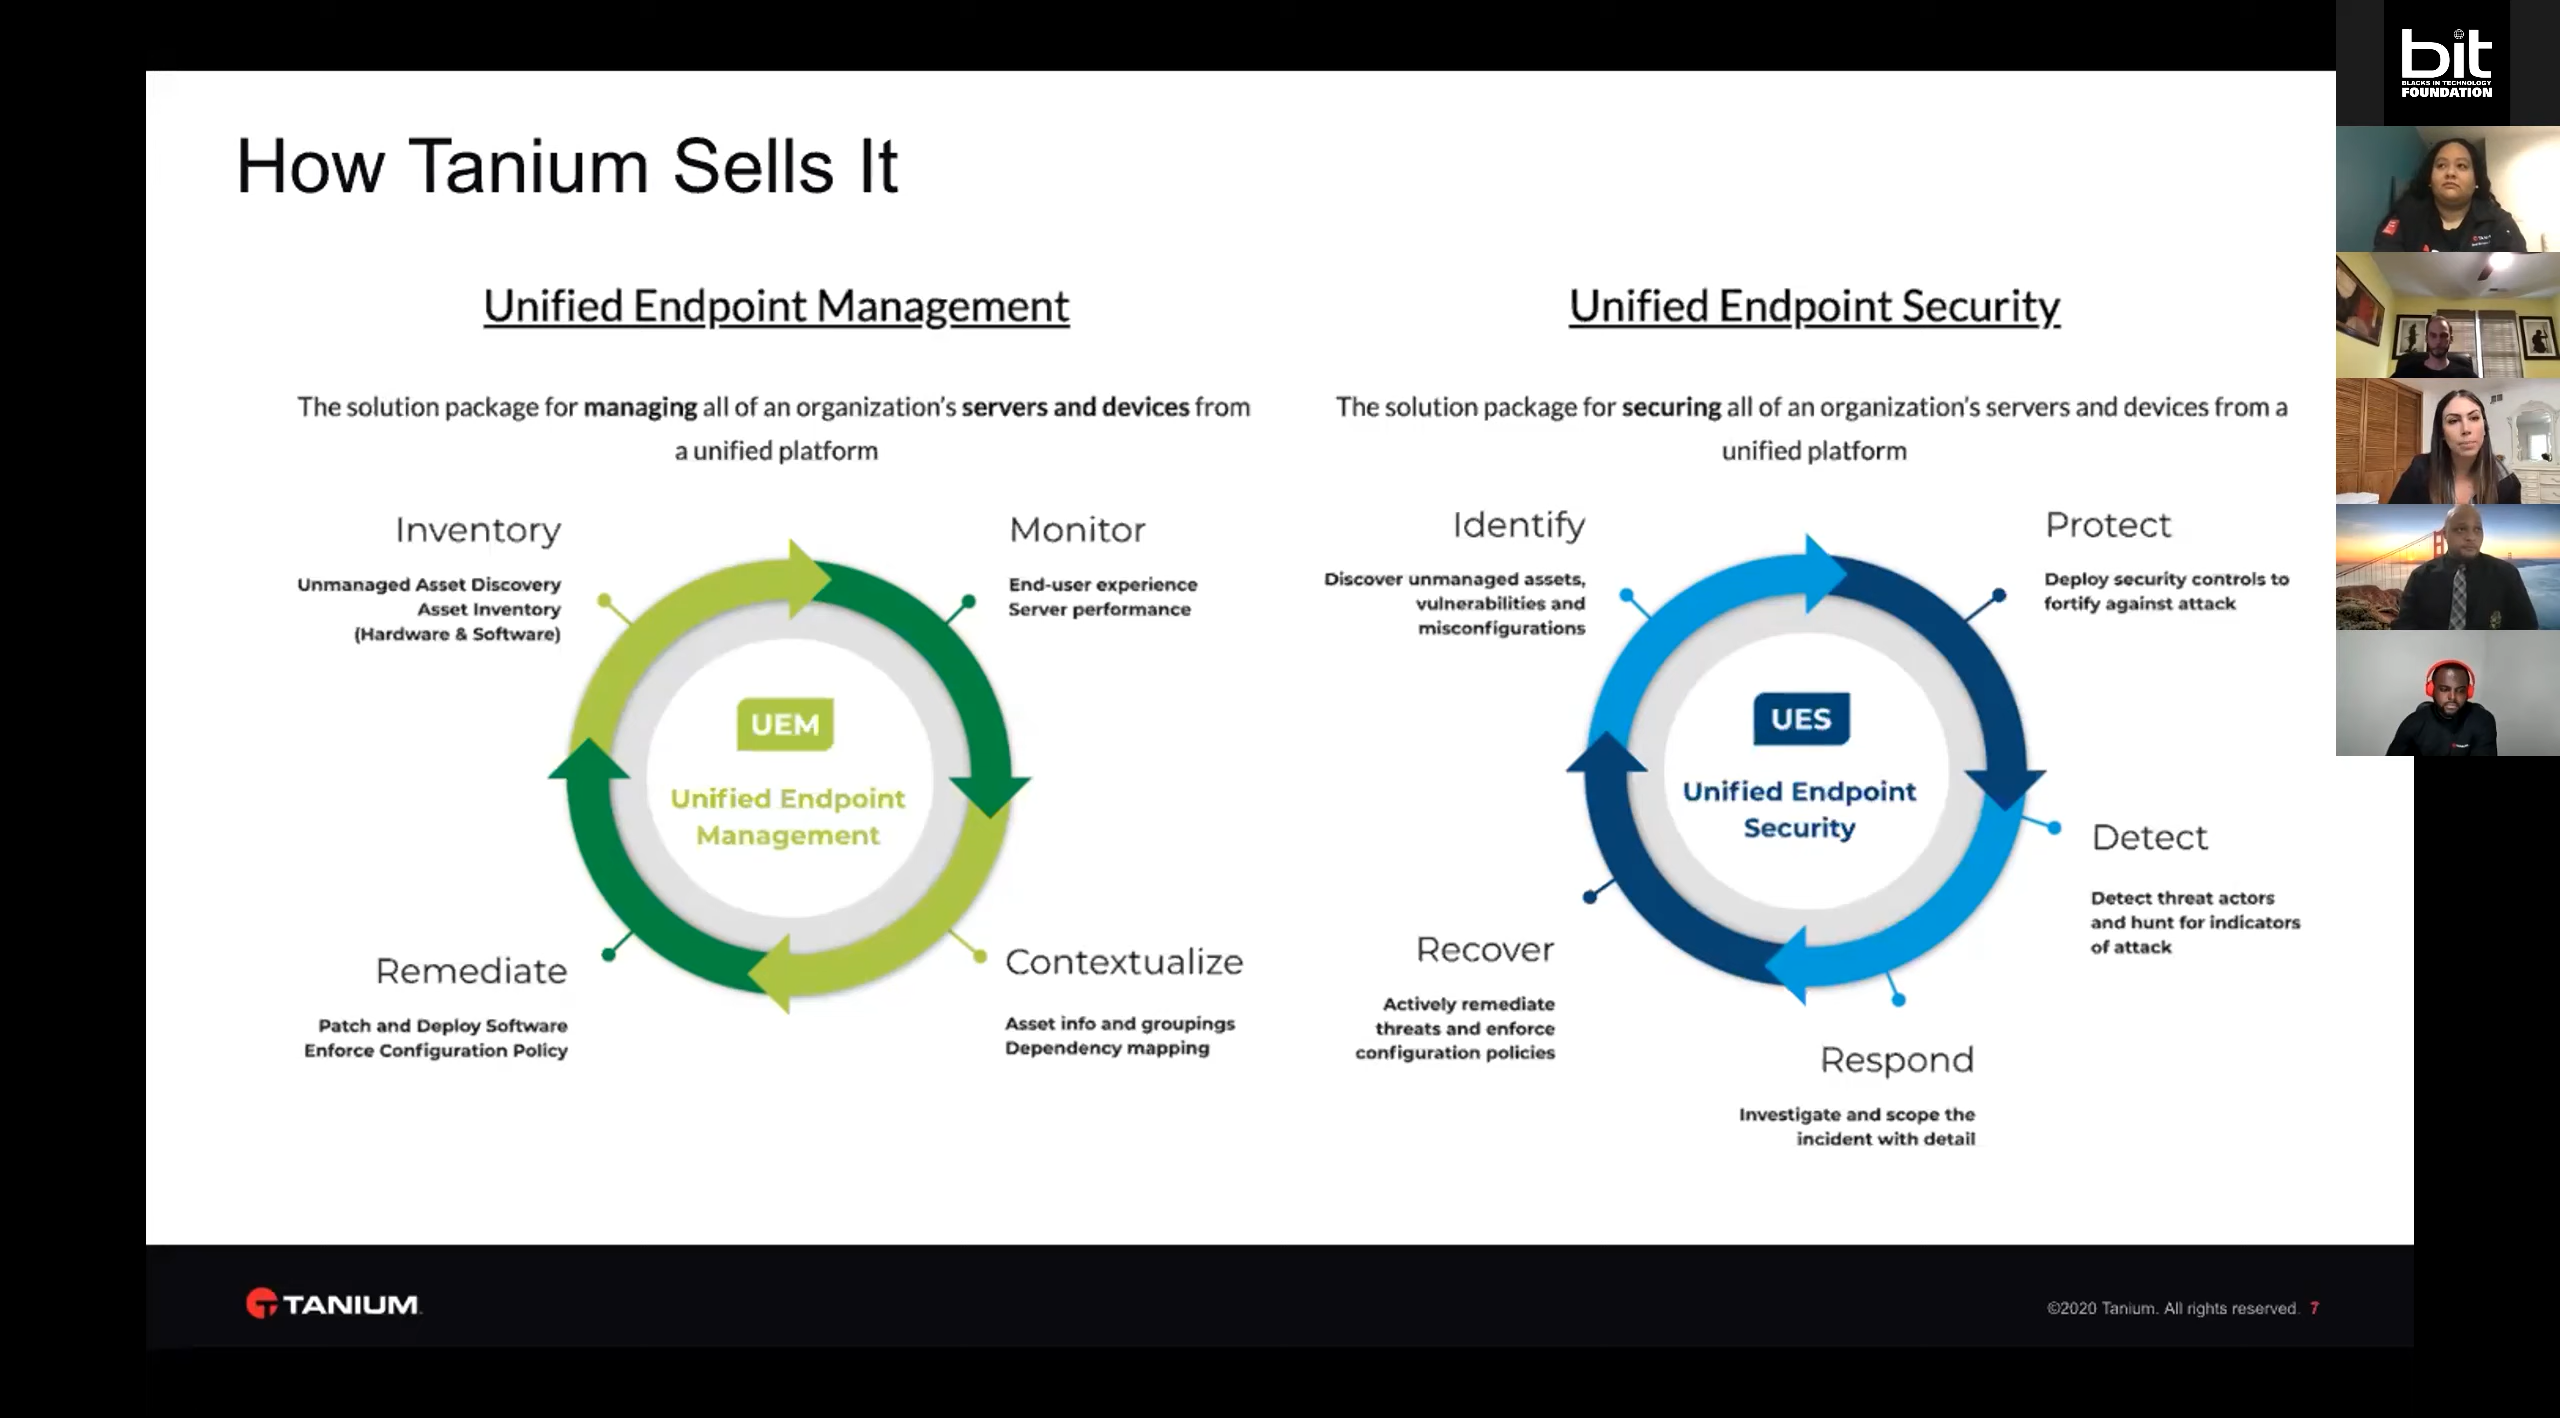 How Tanium Sells It
Unified Endpoint Management
The solution package for managing all of an organization's servers and devices from
a unified platform
Inventory
Unmanaged Asset Discovery
Asset Inventory
(Hardware & Software)
Monitor
End-user experience
Server performance
UEM
Unified Endpoint
Management
Remediate
Patch and Deploy Software
Enforce Configuration Policy
Contextualize
Asset info and groupings
Dependency mapping
Unified Endpoint Security
The solution package for securing all of an organization's servers and devices from a
unified platform
Identify
Discover unmanaged assets,
vulnerabilities and
misconfigurations
Protect
Deploy security controls to
fortify against attack
UES
Unified Endpoint
Security
Detect
Detect threat actors
and hunt for indicators
of attack
Recover
Actively remediate
threats and enforce
configuration policies
Respond
Investigate and scope the
incident with detail
TANIUM
©2020 Tanium. All rights reserved. 7
bit
BLACKS IN TECHNOLOGY
FOUNDATION